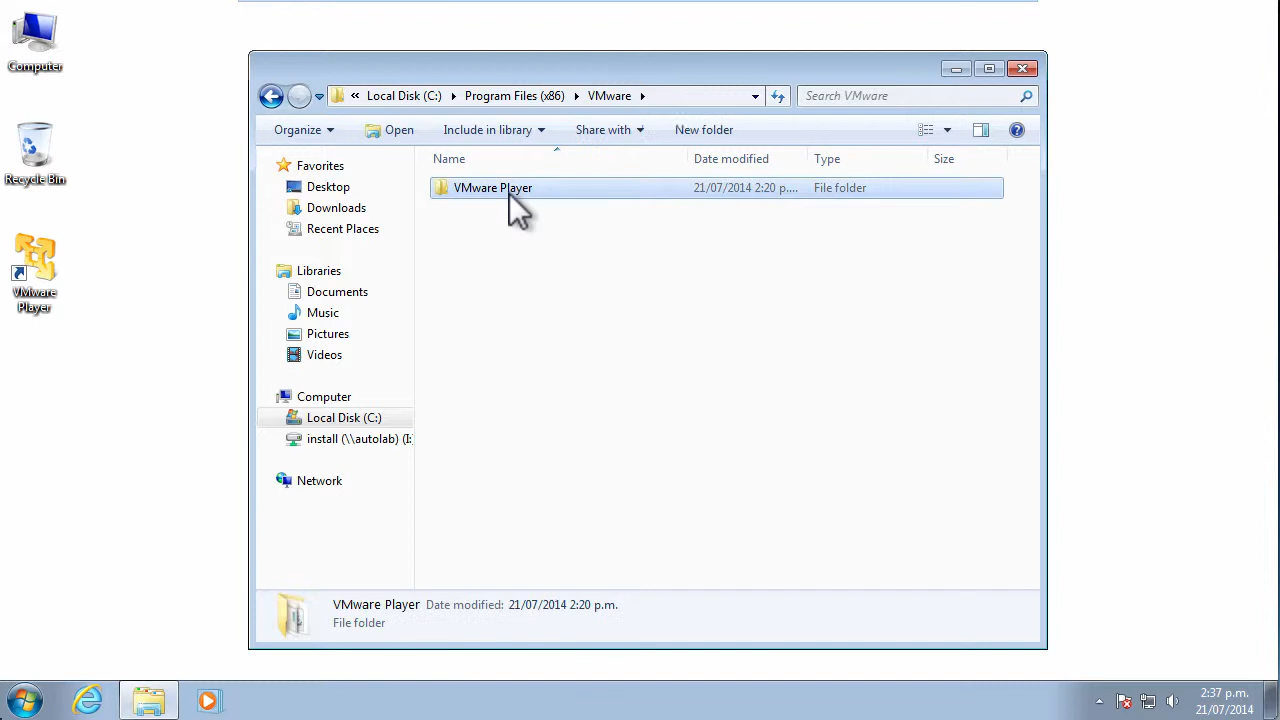 Computer
Recycle Bin
VMware
Player
« Local Disk (C:) Program Files (x86) VMware
Search VMware
Organize
Open
Include in library
Share with
New folder
Name
Date modified
Type
Size
Favorites
Desktop
Downloads
Recent Places
Libraries
Documents
Music
Pictures
Videos
Computer
Local Disk (C:)
install (\\autolab) (I:
Network
VMware Player 21/07/2014 2:20 p.... File folder
VMware Player Date modified: 21/07/2014 2:20 p.m.
File folder
2:37 p.m.
21/07/2014